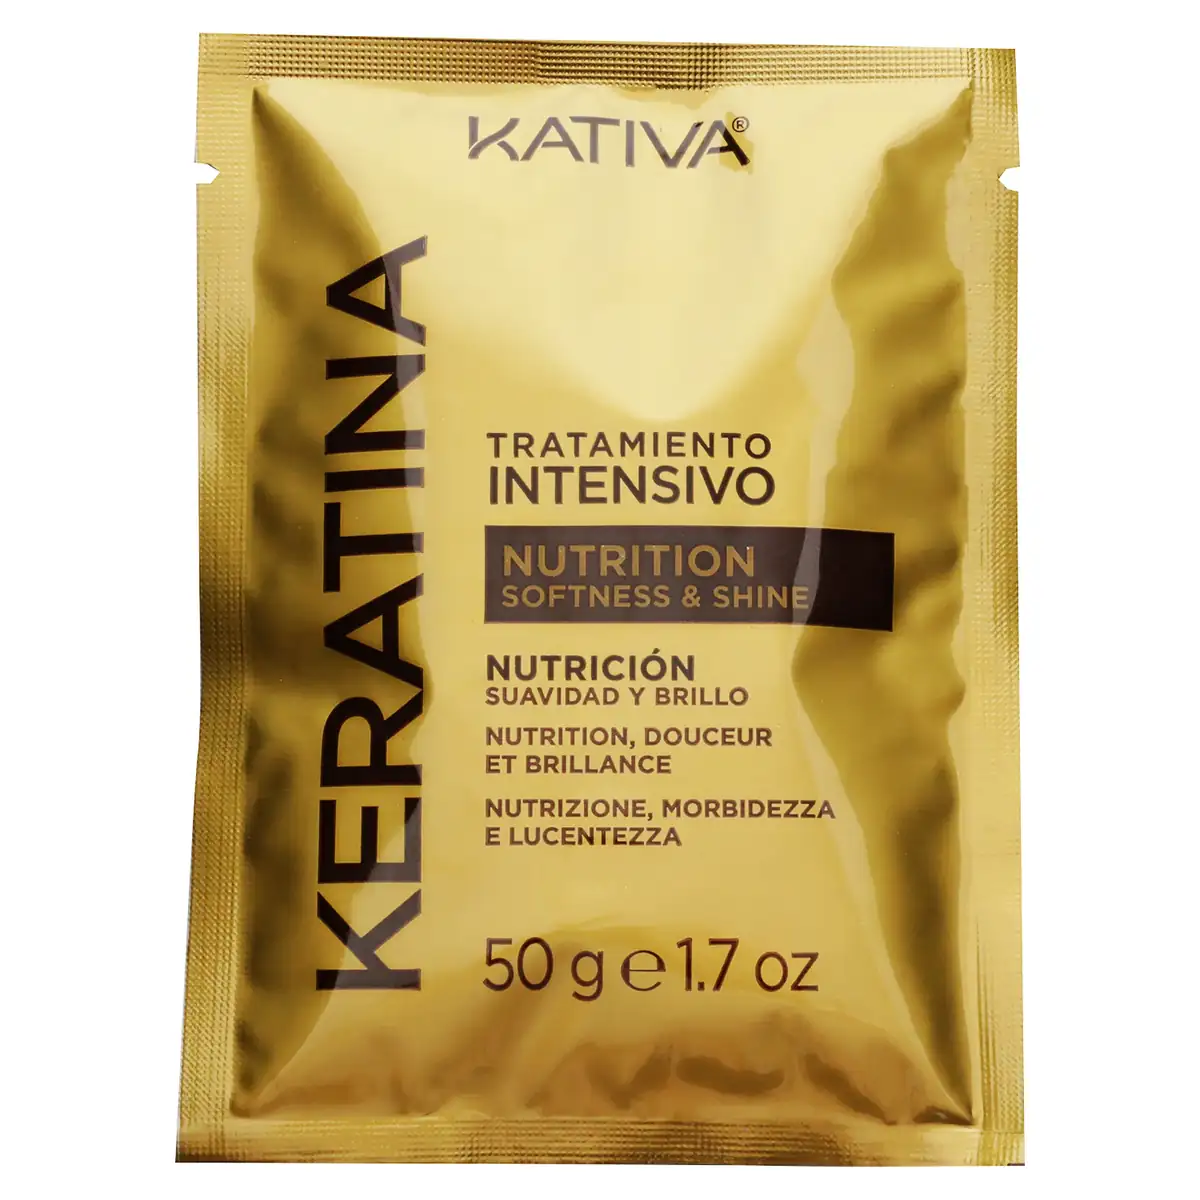 KATIVA®
KERATINA
TRATAMIENTO
INTENSIVO
NUTRITION
SOFTNESS & SHINE
NUTRICIÓN
SUAVIDAD Y BRILLO
NUTRITION, DOUCEUR
ET BRILLANCE
NUTRIZIONE, MORBIDEZZA
E LUCENTEZZA
50 g ℮ 1.7 oz